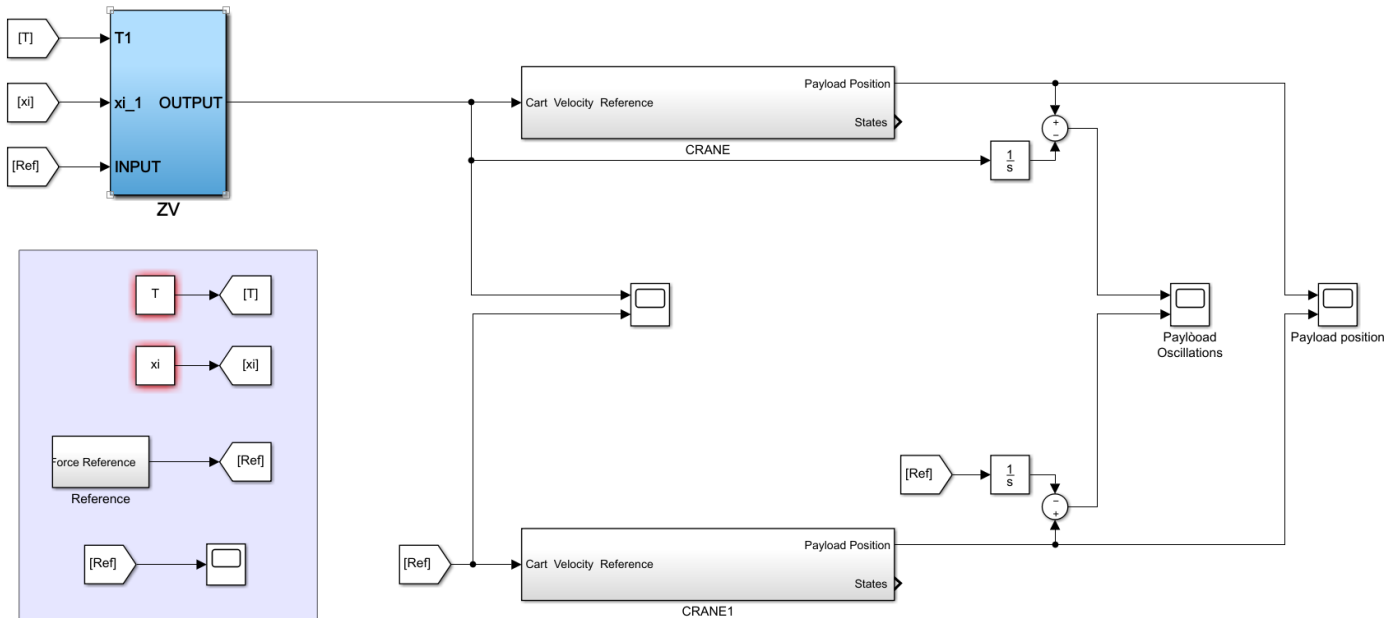 [T]
T1
[xi]
xi_1
OUTPUT
[Ref]
INPUT
ZV
Payload Position
Cart Velocity Reference
States
CRANE
+
−
1
s
T
[T]
xi
[xi]
Force Reference
[Ref]
Reference
[Ref]
Paylòoad
Oscillations
Payload position
[Ref]
1
s
−
+
[Ref]
Payload Position
Cart Velocity Reference
States
CRANE1